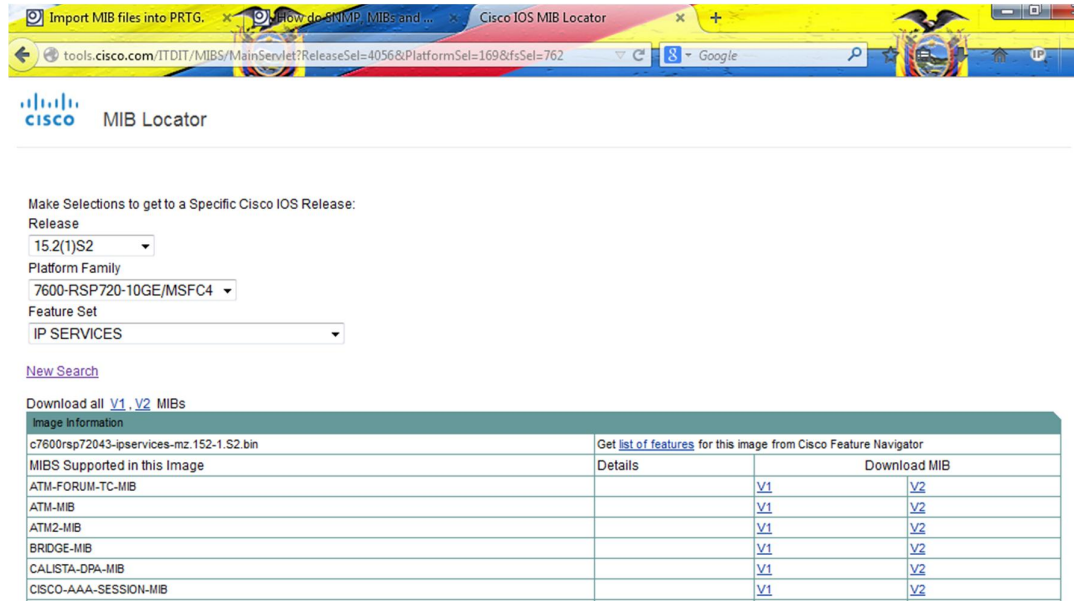 Import MIB files into PRTG.
How do SNMP, MIBs and ...
Cisco IOS MIB Locator
tools.cisco.com/ITDIT/MIBS/MainServlet?ReleaseSel=4056&PlatformSel=169&fsSel=762
Google
IP
CISCO MIB Locator
Make Selections to get to a Specific Cisco IOS Release:
Release
15.2(1)S2
Platform Family
7600-RSP720-10GE/MSFC4
Feature Set
IP SERVICES
New Search
Download all V1 , V2 MIBs
Image Information
c7600rsp72043-ipservices-mz.152-1.S2.bin Get list of features for this image from Cisco Feature Navigator
MIBS Supported in this Image Details Download MIB
ATM-FORUM-TC-MIB V1 V2
ATM-MIB V1 V2
ATM2-MIB V1 V2
BRIDGE-MIB V1 V2
CALISTA-DPA-MIB V1 V2
CISCO-AAA-SESSION-MIB V1 V2